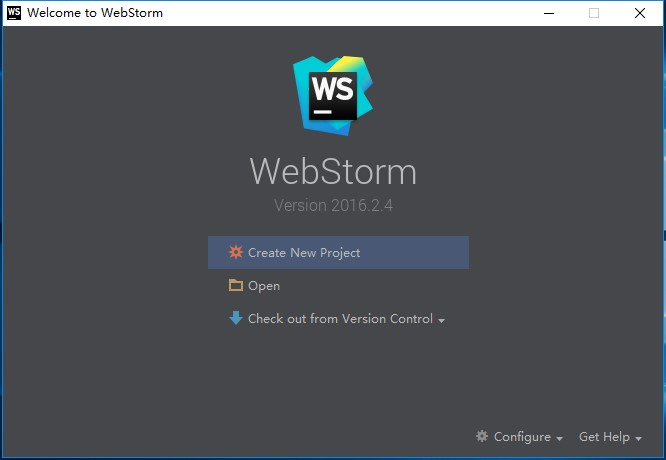 WS Welcome to WebStorm
WS
WebStorm
Version 2016.2.4
Create New Project
Open
Check out from Version Control
Configure Get Help